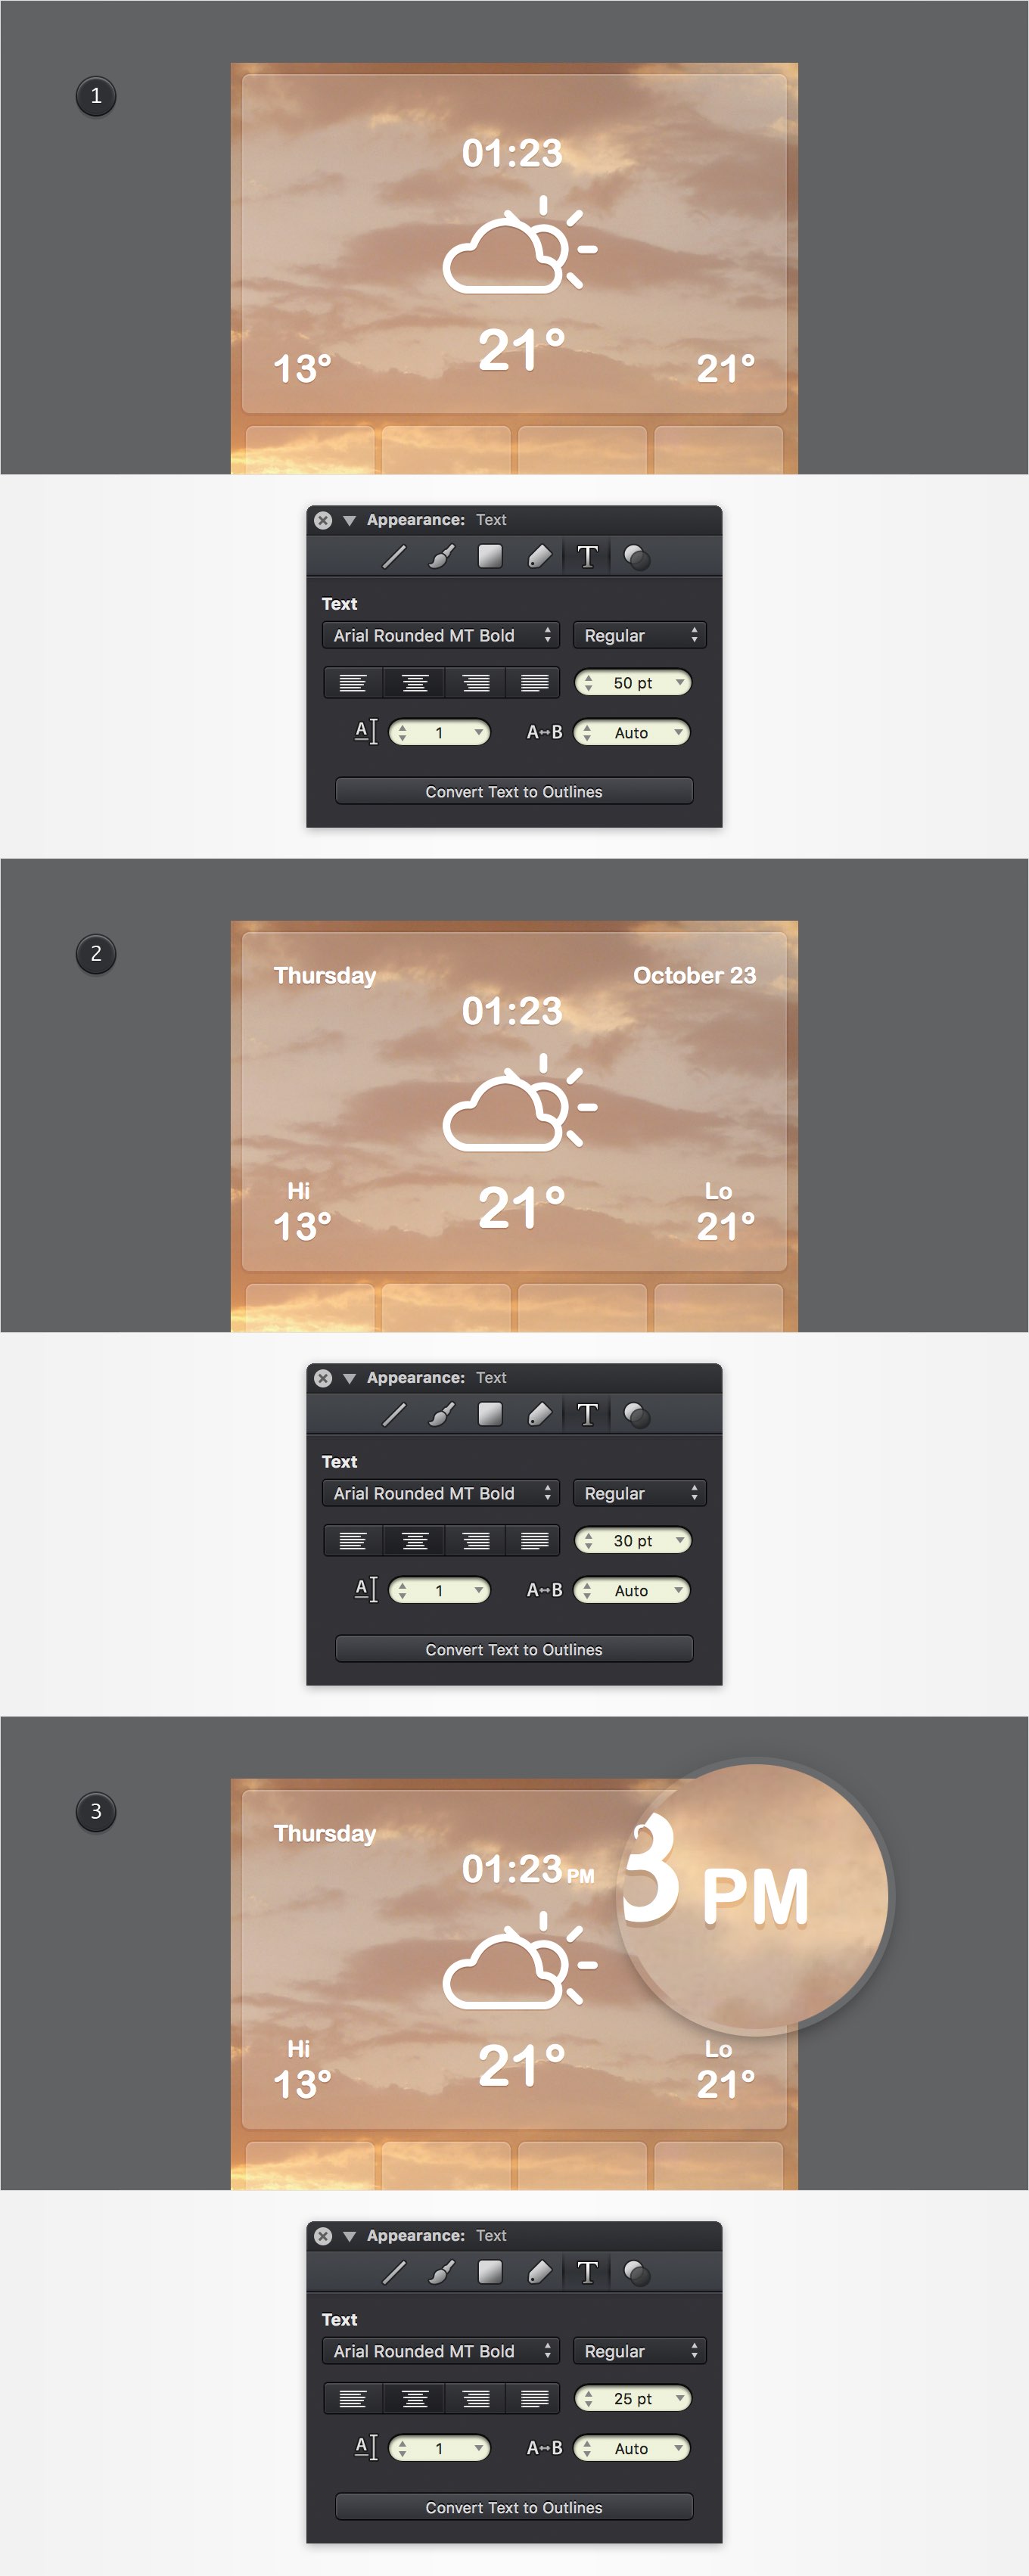 1
01:23
21°
13° 21°
Appearance: Text
T
Text
Arial Rounded MT Bold Regular
50 pt
A 1 A↔B Auto
Convert Text to Outlines
2
Thursday October 23
01:23
Hi Lo
21°
13° 21°
Appearance: Text
T
Text
Arial Rounded MT Bold Regular
30 pt
A 1 A↔B Auto
Convert Text to Outlines
3
Thursday
01:23 PM
3 PM
Hi Lo
21°
13° 21°
Appearance: Text
T
Text
Arial Rounded MT Bold Regular
25 pt
A 1 A↔B Auto
Convert Text to Outlines